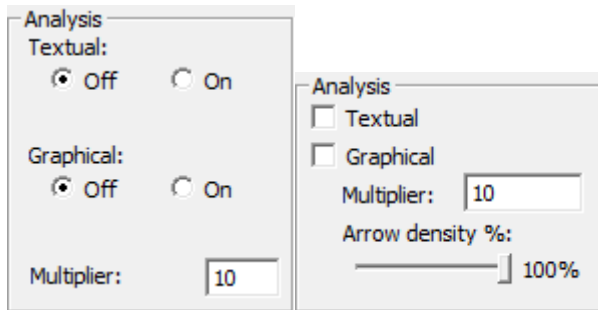 Analysis
Textual:
Off On
Graphical:
Off On
Multiplier: 10
Analysis
Textual
Graphical
Multiplier: 10
Arrow density %:
100%